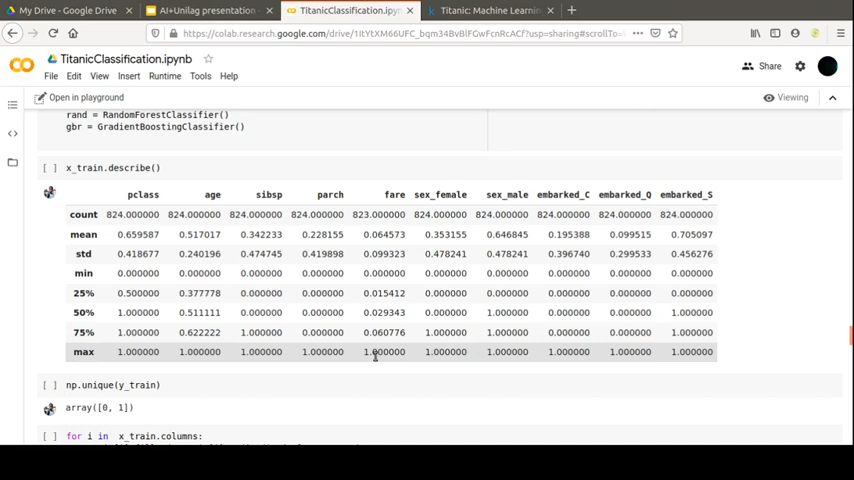 My Drive - Google Drive
AI+Unilag presentation -
TitanicClassification.ipyn
Titanic: Machine Learnin
https://colab.research.google.com/drive/
TitanicClassification.ipynb
File Edit View Insert Runtime Tools Help
Share
Open in playground
Viewing
rand = RandomForestClassifier()
gbr = GradientBoostingClassifier()
[ ] x_train.describe()
pclass age sibsp parch fare sex_female sex_male embarked_C embarked_Q embarked_S
count 824.000000 824.000000 824.000000 824.000000 823.000000 824.000000 824.000000 824.000000 824.000000 824.000000
mean 0.659587 0.517017 0.342233 0.228155 0.064573 0.353155 0.646845 0.195388 0.099515 0.705097
std 0.418677 0.240196 0.474745 0.419898 0.099323 0.478241 0.478241 0.396740 0.299533 0.456276
min 0.000000 0.000000 0.000000 0.000000 0.000000 0.000000 0.000000 0.000000 0.000000 0.000000
25% 0.500000 0.377778 0.000000 0.000000 0.015412 0.000000 0.000000 0.000000 0.000000 0.000000
50% 1.000000 0.511111 0.000000 0.000000 0.029343 0.000000 1.000000 0.000000 0.000000 1.000000
75% 1.000000 0.622222 1.000000 0.000000 0.060776 1.000000 1.000000 0.000000 0.000000 1.000000
max 1.000000 1.000000 1.000000 1.000000 1.000000 1.000000 1.000000 1.000000 1.000000 1.000000
[ ] np.unique(y_train)
array([0, 1])
[ ] for i in x_train.columns: